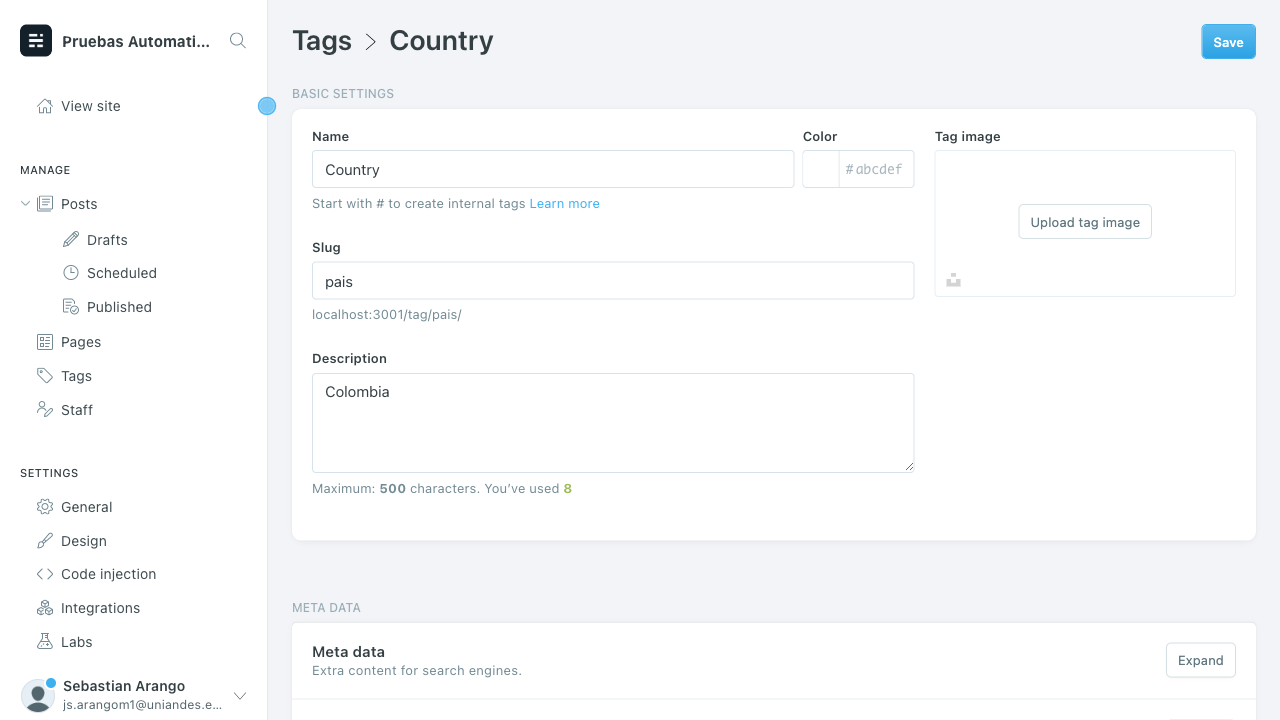 Pruebas Automati...
View site
MANAGE
Posts
Drafts
Scheduled
Published
Pages
Tags
Staff
SETTINGS
General
Design
Code injection
Integrations
Labs
Sebastian Arango
js.arangom1@uniandes.e...
Tags > Country
Save
BASIC SETTINGS
Name
Country
Start with # to create internal tags Learn more
Color
#abcdef
Slug
pais
localhost:3001/tag/pais/
Description
Colombia
Maximum: 500 characters. You’ve used 8
Tag image
Upload tag image
META DATA
Meta data
Extra content for search engines.
Expand